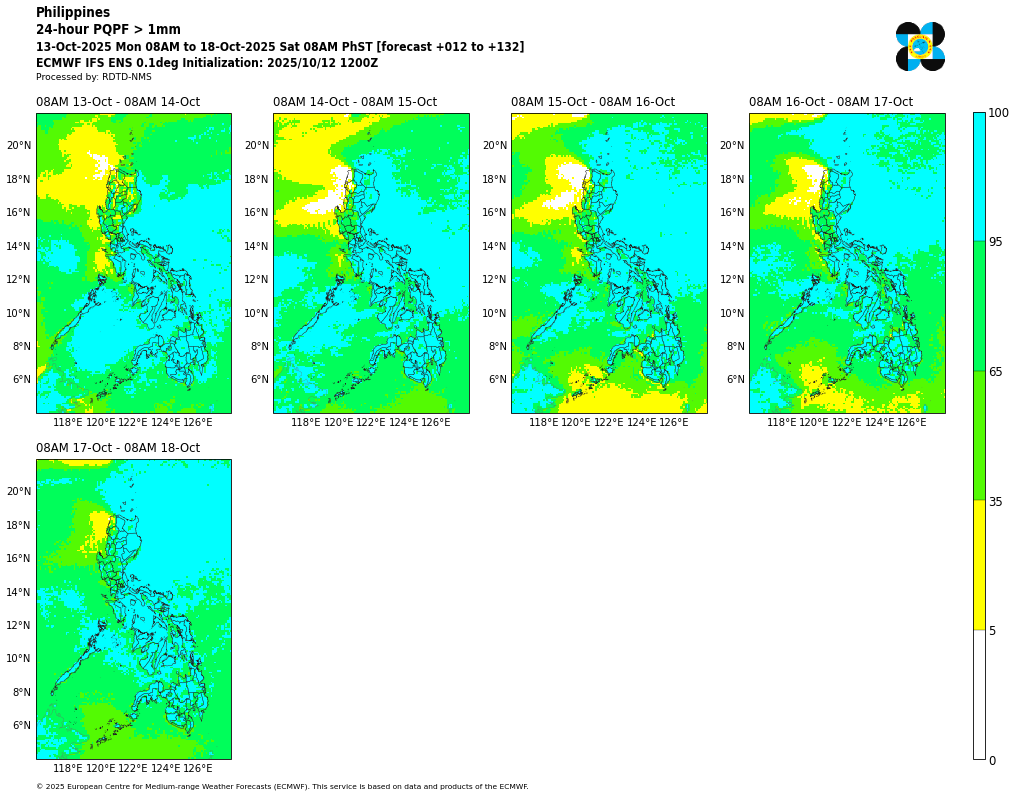 Philippines
24-hour PQPF > 1mm
13-Oct-2025 Mon 08AM to 18-Oct-2025 Sat 08AM PhST [forecast +012 to +132]
ECMWF IFS ENS 0.1deg Initialization: 2025/10/12 1200Z
Processed by: RDTD-NMS
08AM 13-Oct - 08AM 14-Oct 08AM 14-Oct - 08AM 15-Oct 08AM 15-Oct - 08AM 16-Oct 08AM 16-Oct - 08AM 17-Oct
100
20°N 20°N 20°N 20°N
18°N 18°N 18°N 18°N
16°N 16°N 16°N 16°N
14°N 14°N 14°N 14°N 95
12°N 12°N 12°N 12°N
10°N 10°N 10°N 10°N
8°N 8°N 8°N 8°N
65
6°N 6°N 6°N 6°N
118°E 120°E 122°E 124°E 126°E 118°E 120°E 122°E 124°E 126°E 118°E 120°E 122°E 124°E 126°E 118°E 120°E 122°E 124°E 126°E
08AM 17-Oct - 08AM 18-Oct
20°N
35
18°N
16°N
14°N
12°N
5
10°N
8°N
6°N
0
118°E 120°E 122°E 124°E 126°E
© 2025 European Centre for Medium-range Weather Forecasts (ECMWF). This service is based on data and products of the ECMWF.